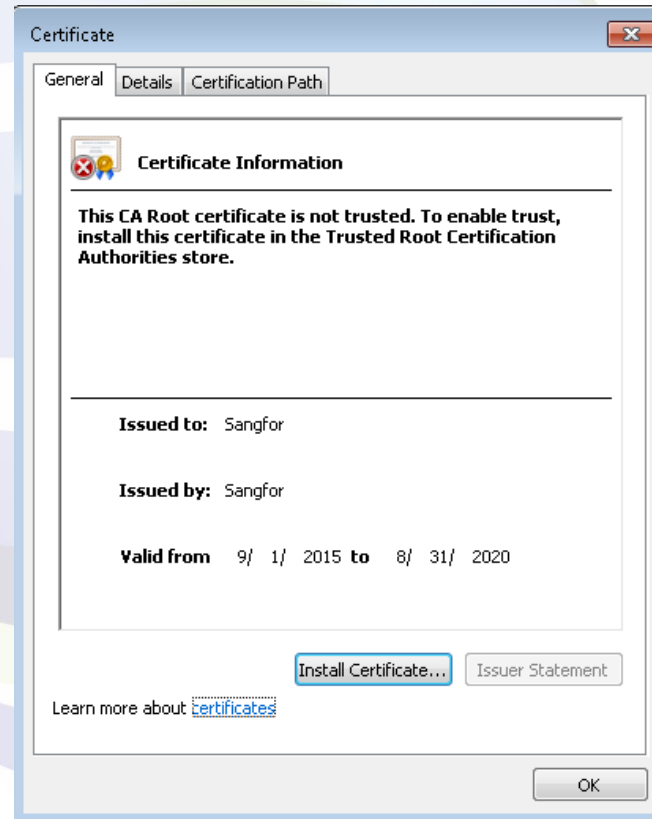 Certificate
General Details Certification Path
Certificate Information
This CA Root certificate is not trusted. To enable trust,
install this certificate in the Trusted Root Certification
Authorities store.
Issued to: Sangfor
Issued by: Sangfor
Valid from 9/ 1/ 2015 to 8/ 31/ 2020
Install Certificate... Issuer Statement
Learn more about certificates
OK